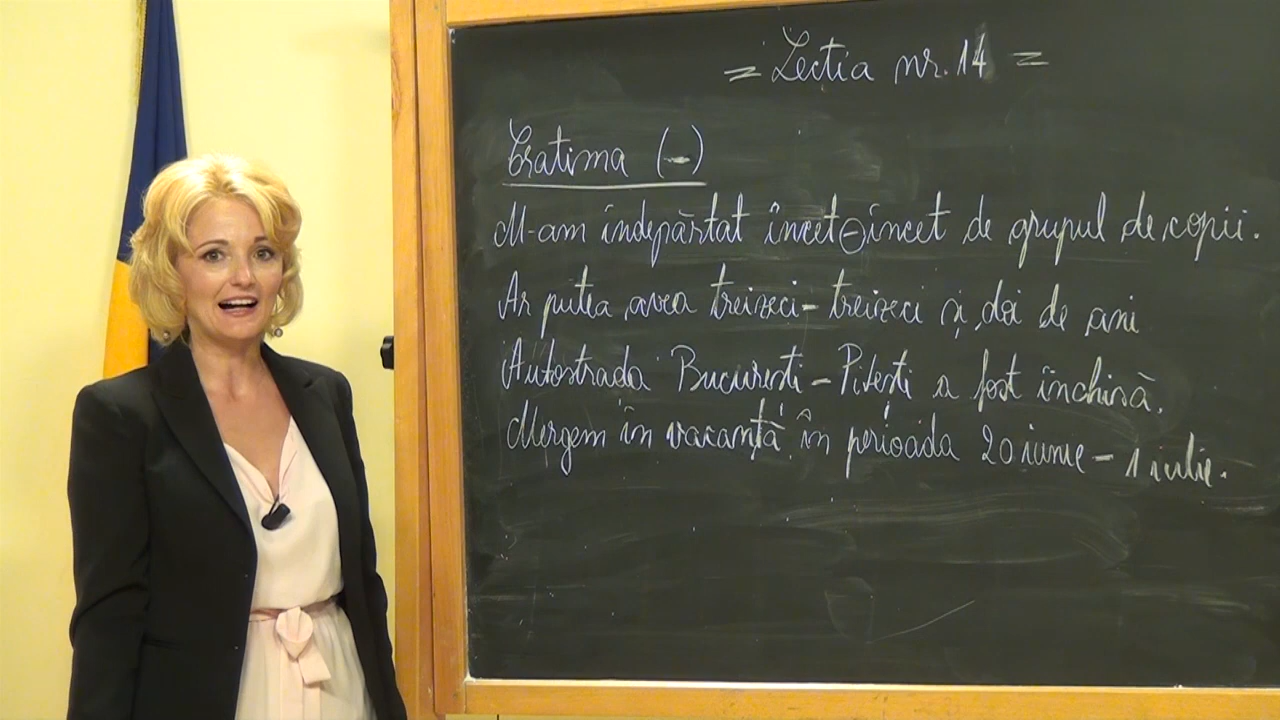 = Lecția nr. 14 =
Cratima (-)
M-am îndepărtat încet-încet de grupul de copii.
Ar putea avea treizeci-treizeci și doi de ani
Autostrada București-Pitești a fost închisă.
Mergem în vacanță în perioada 20 iunie - 1 iulie.